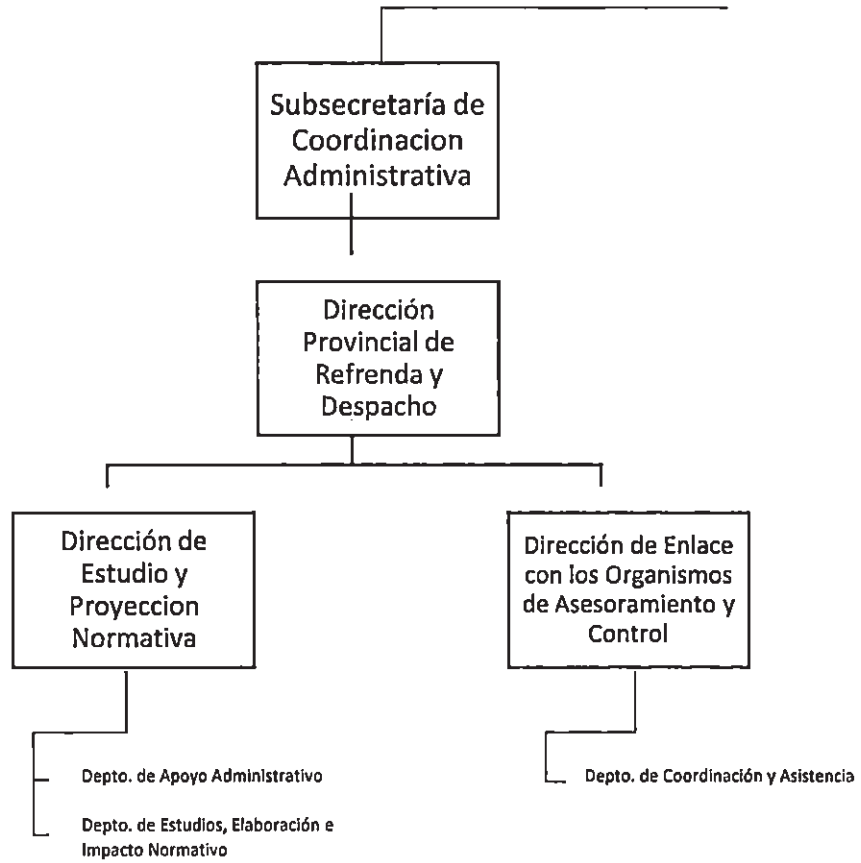 Subsecretaría de
Coordinacion
Administrativa
Dirección
Provincial de
Refrenda y
Despacho
Dirección de
Estudio y
Proyeccion
Normativa
Dirección de Enlace
con los Organismos
de Asesoramiento y
Control
Depto. de Apoyo Administrativo
Depto. de Estudios, Elaboración e
Impacto Normativo
Depto. de Coordinación y Asistencia